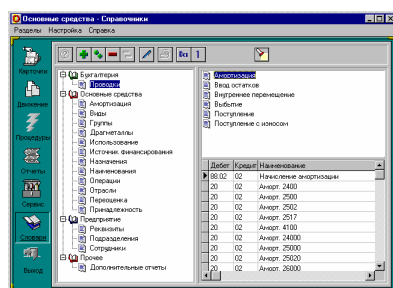 Основные средства - Справочники
Разделы Настройка Справка
Карточки
Движение
Процедуры
Отчеты
Сервис
Словари
Выход
Бухгалтерия
Проводки
Основные средства
Амортизация
Виды
Группы
Драгметаллы
Использование
Источник финансирования
Назначения
Наименования
Операции
Отрасли
Переоценка
Принадлежность
Предприятие
Реквизиты
Подразделения
Сотрудники
Прочее
Дополнительные отчеты
Амортизация
Ввод остатков
Внутреннее перемещение
Выбытие
Поступление
Поступление с износом
Дебет Кредит Наименование
88.02 02 Начисление амортизации
20 02 Аморт. 2400
20 02 Аморт. 2500
20 02 Аморт. 2502
20 02 Аморт. 2517
20 02 Аморт. 4100
20 02 Аморт. 24000
20 02 Аморт. 25000
20 02 Аморт. 25020
20 02 Аморт. 26000